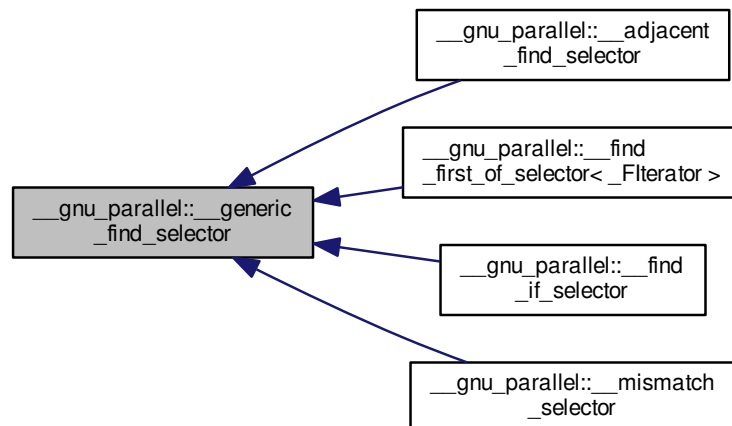 __gnu_parallel::__adjacent
_find_selector
__gnu_parallel::__find
_first_of_selector< _FIterator >
__gnu_parallel::__generic
_find_selector
__gnu_parallel::__find
_if_selector
__gnu_parallel::__mismatch
_selector